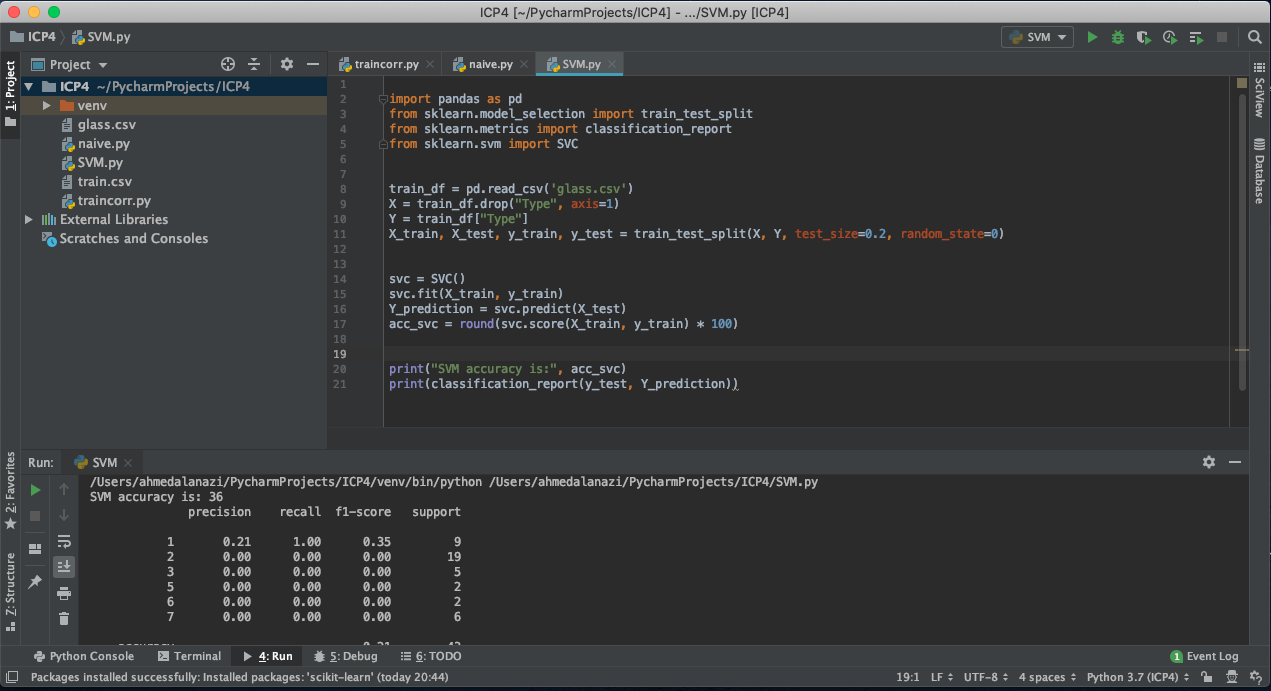 ICP4 [~/PycharmProjects/ICP4] - .../SVM.py [ICP4]
ICP4 SVM.py
SVM
1: Project
Project
traincorr.py
naive.py
SVM.py
ICP4 ~/PycharmProjects/ICP4
venv
glass.csv
naive.py
SVM.py
train.csv
traincorr.py
External Libraries
Scratches and Consoles
1
2 import pandas as pd
3 from sklearn.model_selection import train_test_split
4 from sklearn.metrics import classification_report
5 from sklearn.svm import SVC
6
7
8 train_df = pd.read_csv('glass.csv')
9 X = train_df.drop("Type", axis=1)
10 Y = train_df["Type"]
11 X_train, X_test, y_train, y_test = train_test_split(X, Y, test_size=0.2, random_state=0)
12
13
14 svc = SVC()
15 svc.fit(X_train, y_train)
16 Y_prediction = svc.predict(X_test)
17 acc_svc = round(svc.score(X_train, y_train) * 100)
18
19
20 print("SVM accuracy is:", acc_svc)
21 print(classification_report(y_test, Y_prediction))
SciView
Database
2: Favorites
Z: Structure
Run: SVM
/Users/ahmedalanazi/PycharmProjects/ICP4/venv/bin/python /Users/ahmedalanazi/PycharmProjects/ICP4/SVM.py
SVM accuracy is: 36
precision recall f1-score support
1 0.21 1.00 0.35 9
2 0.00 0.00 0.00 19
3 0.00 0.00 0.00 5
5 0.00 0.00 0.00 2
6 0.00 0.00 0.00 2
7 0.00 0.00 0.00 6
Python Console Terminal 4: Run 5: Debug 6: TODO 1 Event Log
Packages installed successfully: Installed packages: 'scikit-learn' (today 20:44) 19:1 LF UTF-8 4 spaces Python 3.7 (ICP4)